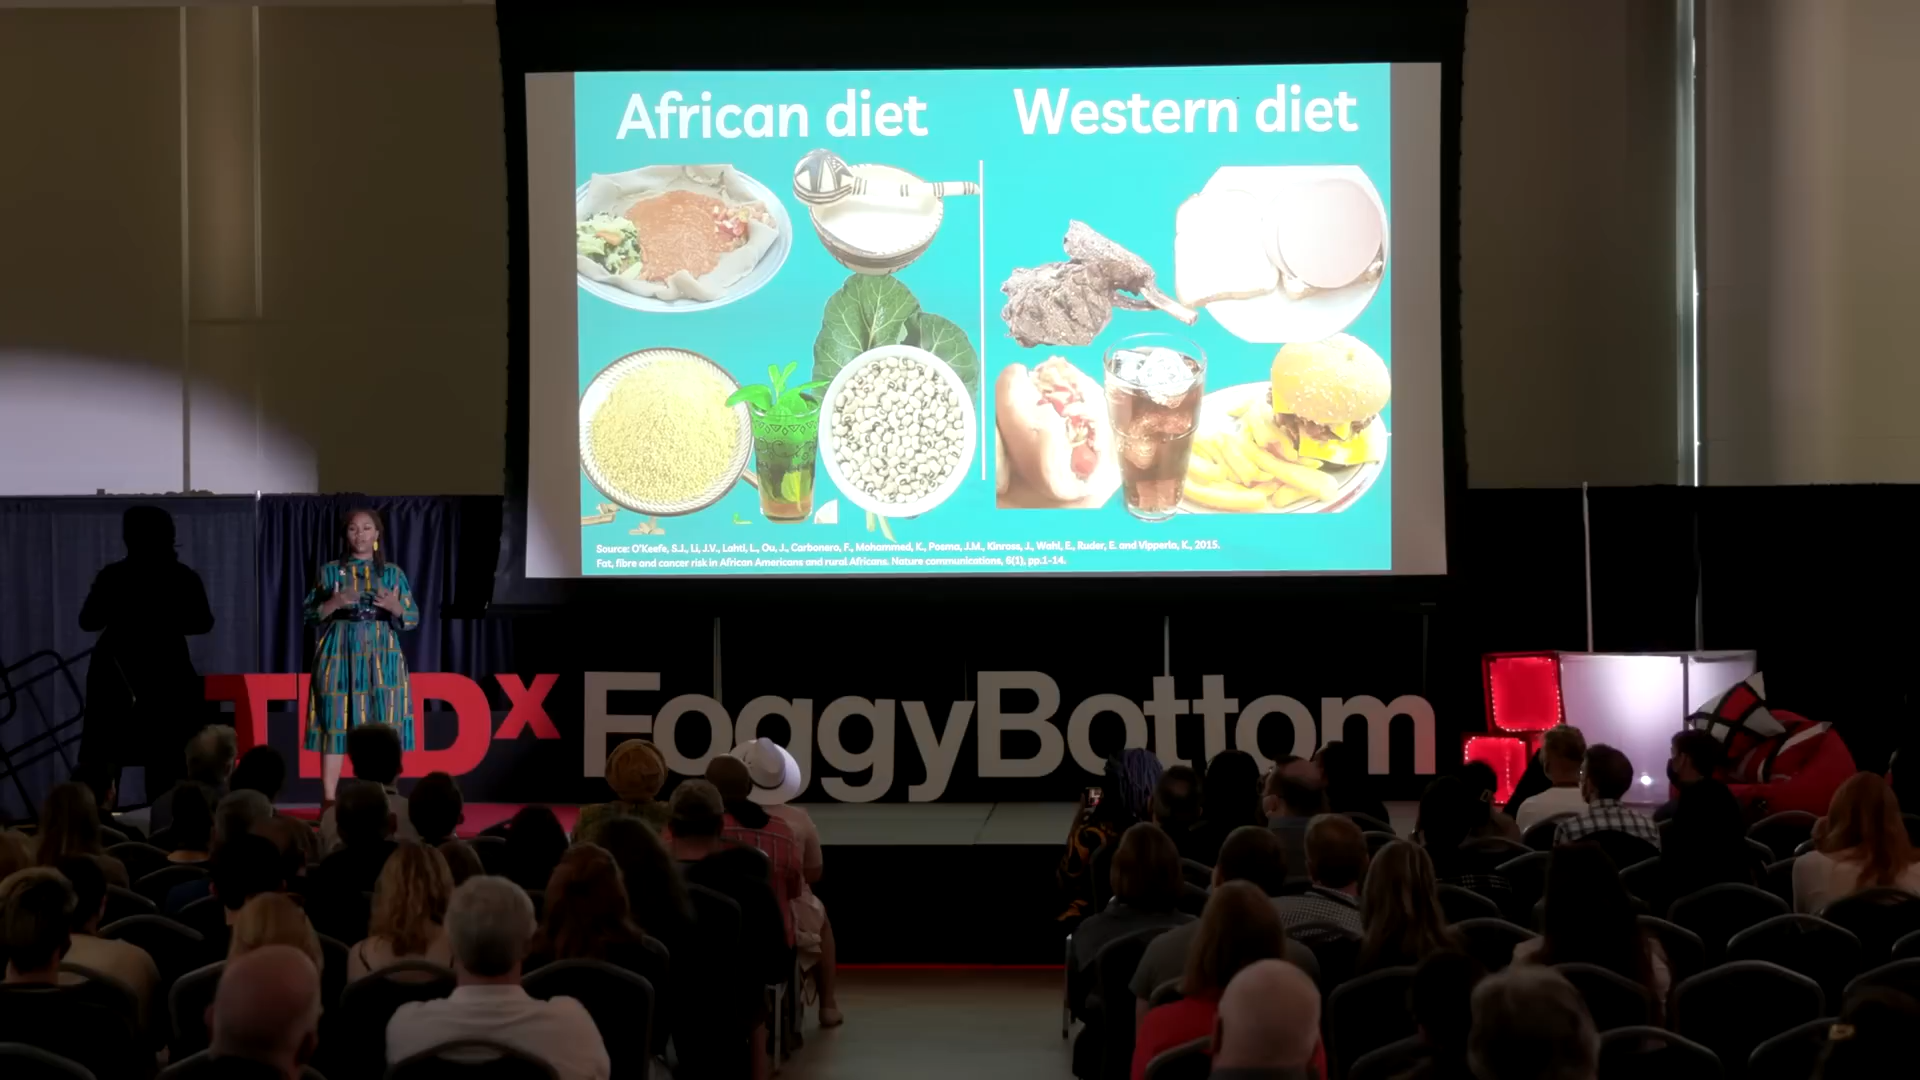 African diet
Western diet
Source: O'Keefe, S.J., Li, J.V., Lahti, L., Ou, J., Carbonero, F., Mohammed, K., Posma, J.M., Kinross, J., Wahl, E., Ruder, E. and Vipperla, K., 2015.
Fat, fibre and cancer risk in African Americans and rural Africans. Nature communications, 6(1), pp.1-14.
TEDx FoggyBottom